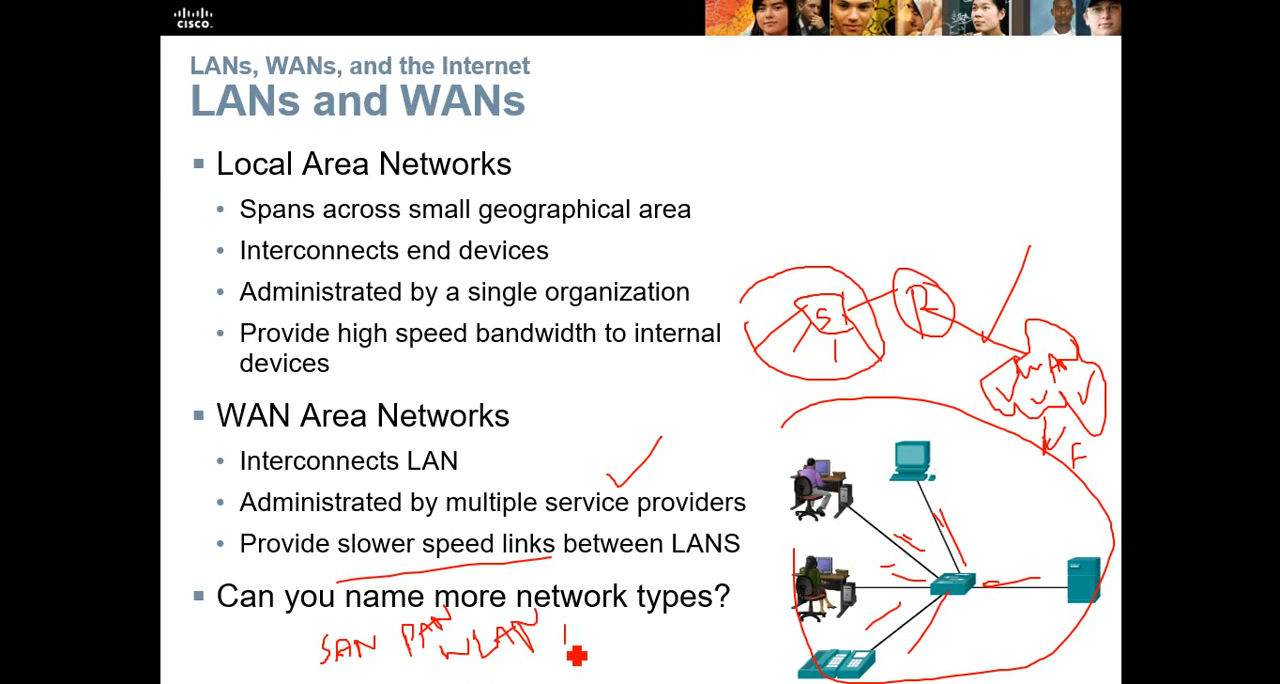 CISCO
LANs, WANs, and the Internet
LANs and WANs
Local Area Networks
Spans across small geographical area
Interconnects end devices
Administrated by a single organization
Provide high speed bandwidth to internal
devices
S
R
WAN
WAN Area Networks
Interconnects LAN
Administrated by multiple service providers
Provide slower speed links between LANS
Can you name more network types?
SAN PAN WLAN